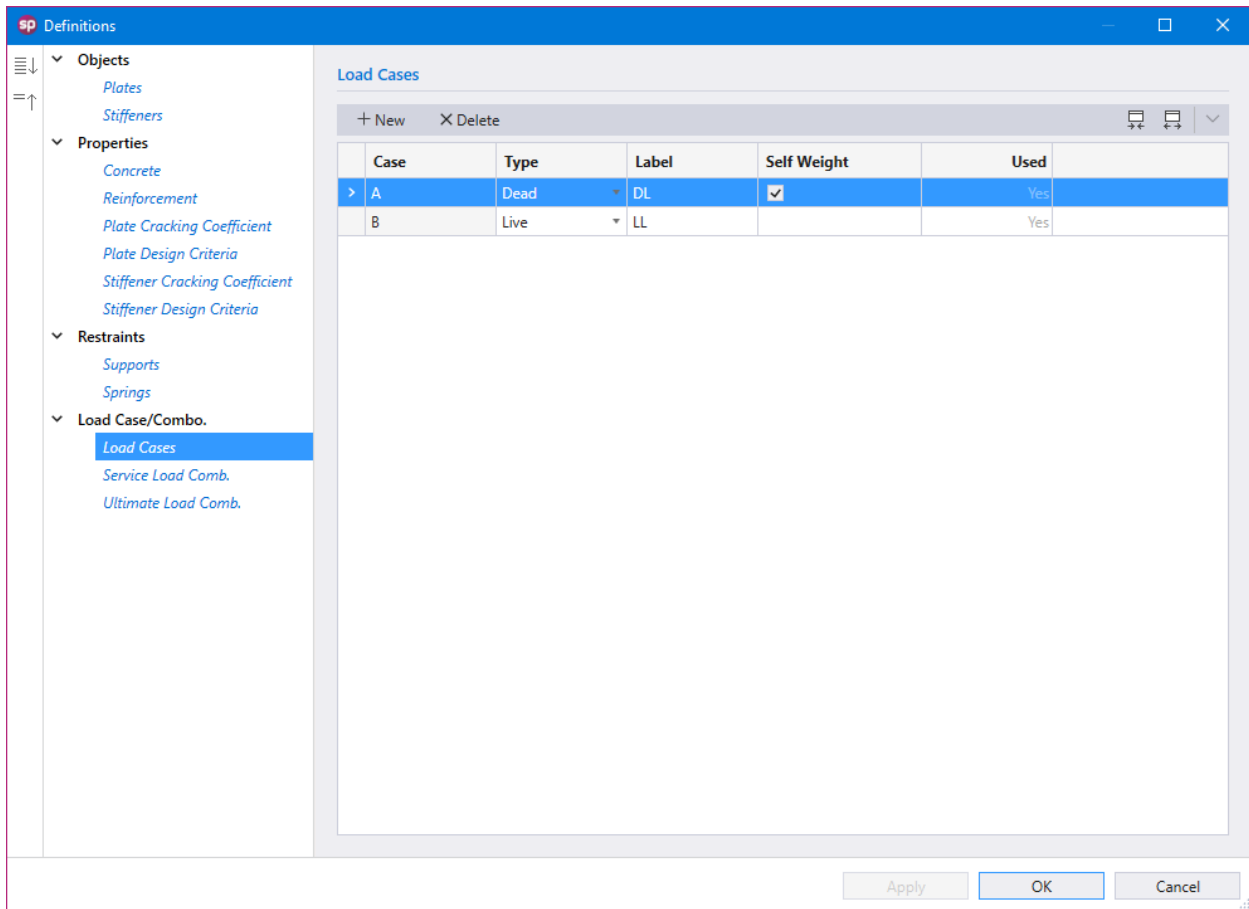 sp Definitions
Objects
Plates
Stiffeners
Properties
Concrete
Reinforcement
Plate Cracking Coefficient
Plate Design Criteria
Stiffener Cracking Coefficient
Stiffener Design Criteria
Restraints
Supports
Springs
Load Case/Combo.
Load Cases
Service Load Comb.
Ultimate Load Comb.
Load Cases
New Delete
Case Type Label Self Weight Used
A Dead DL Yes
B Live LL Yes
Apply OK Cancel